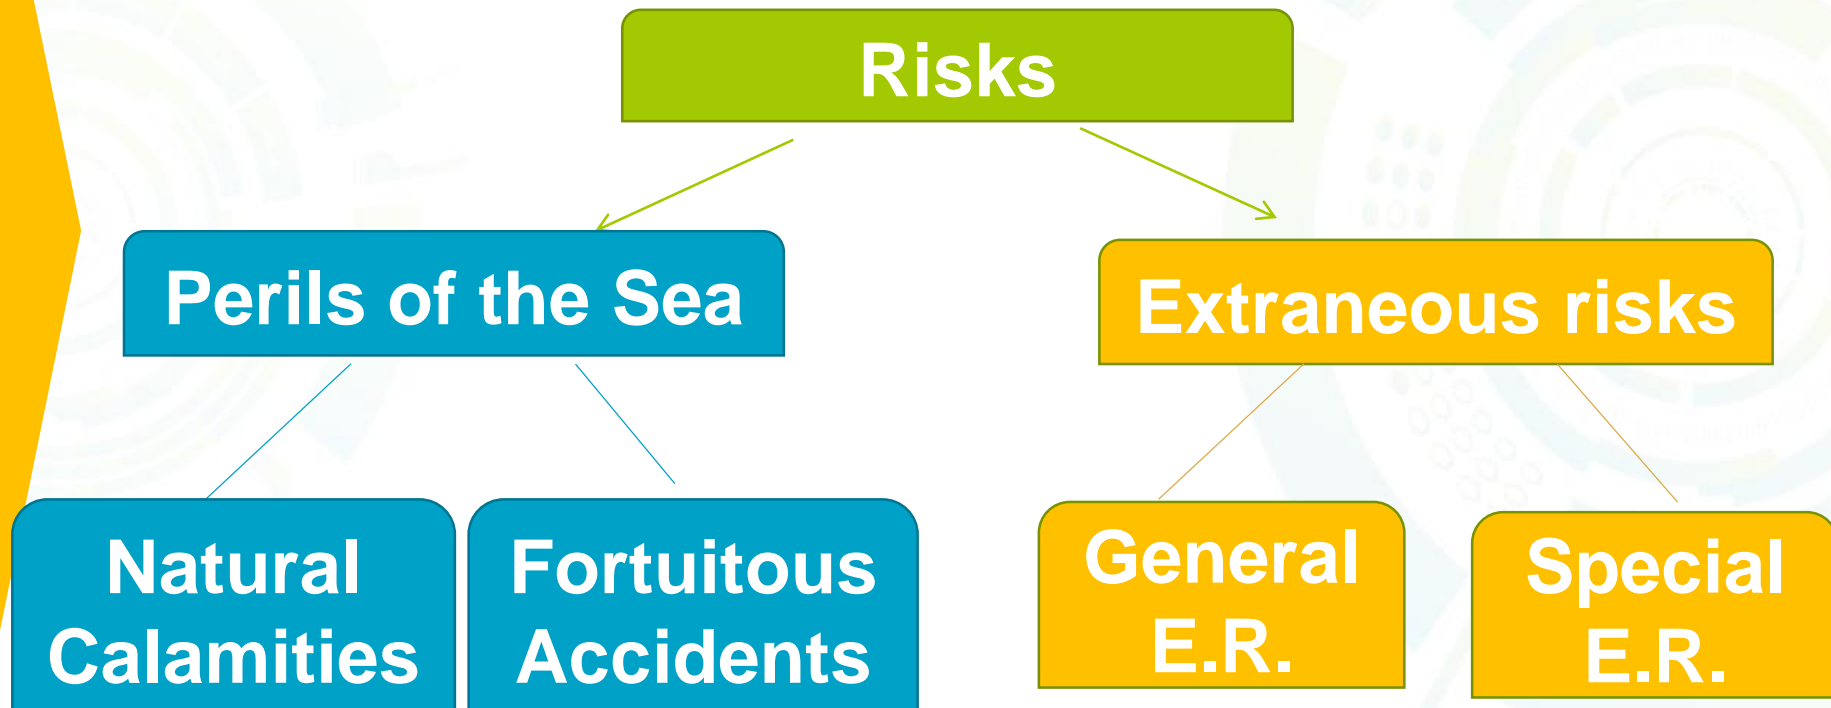 Risks
Perils of the Sea
Extraneous risks
Natural
Calamities
Fortuitous
Accidents
General
E.R.
Special
E.R.